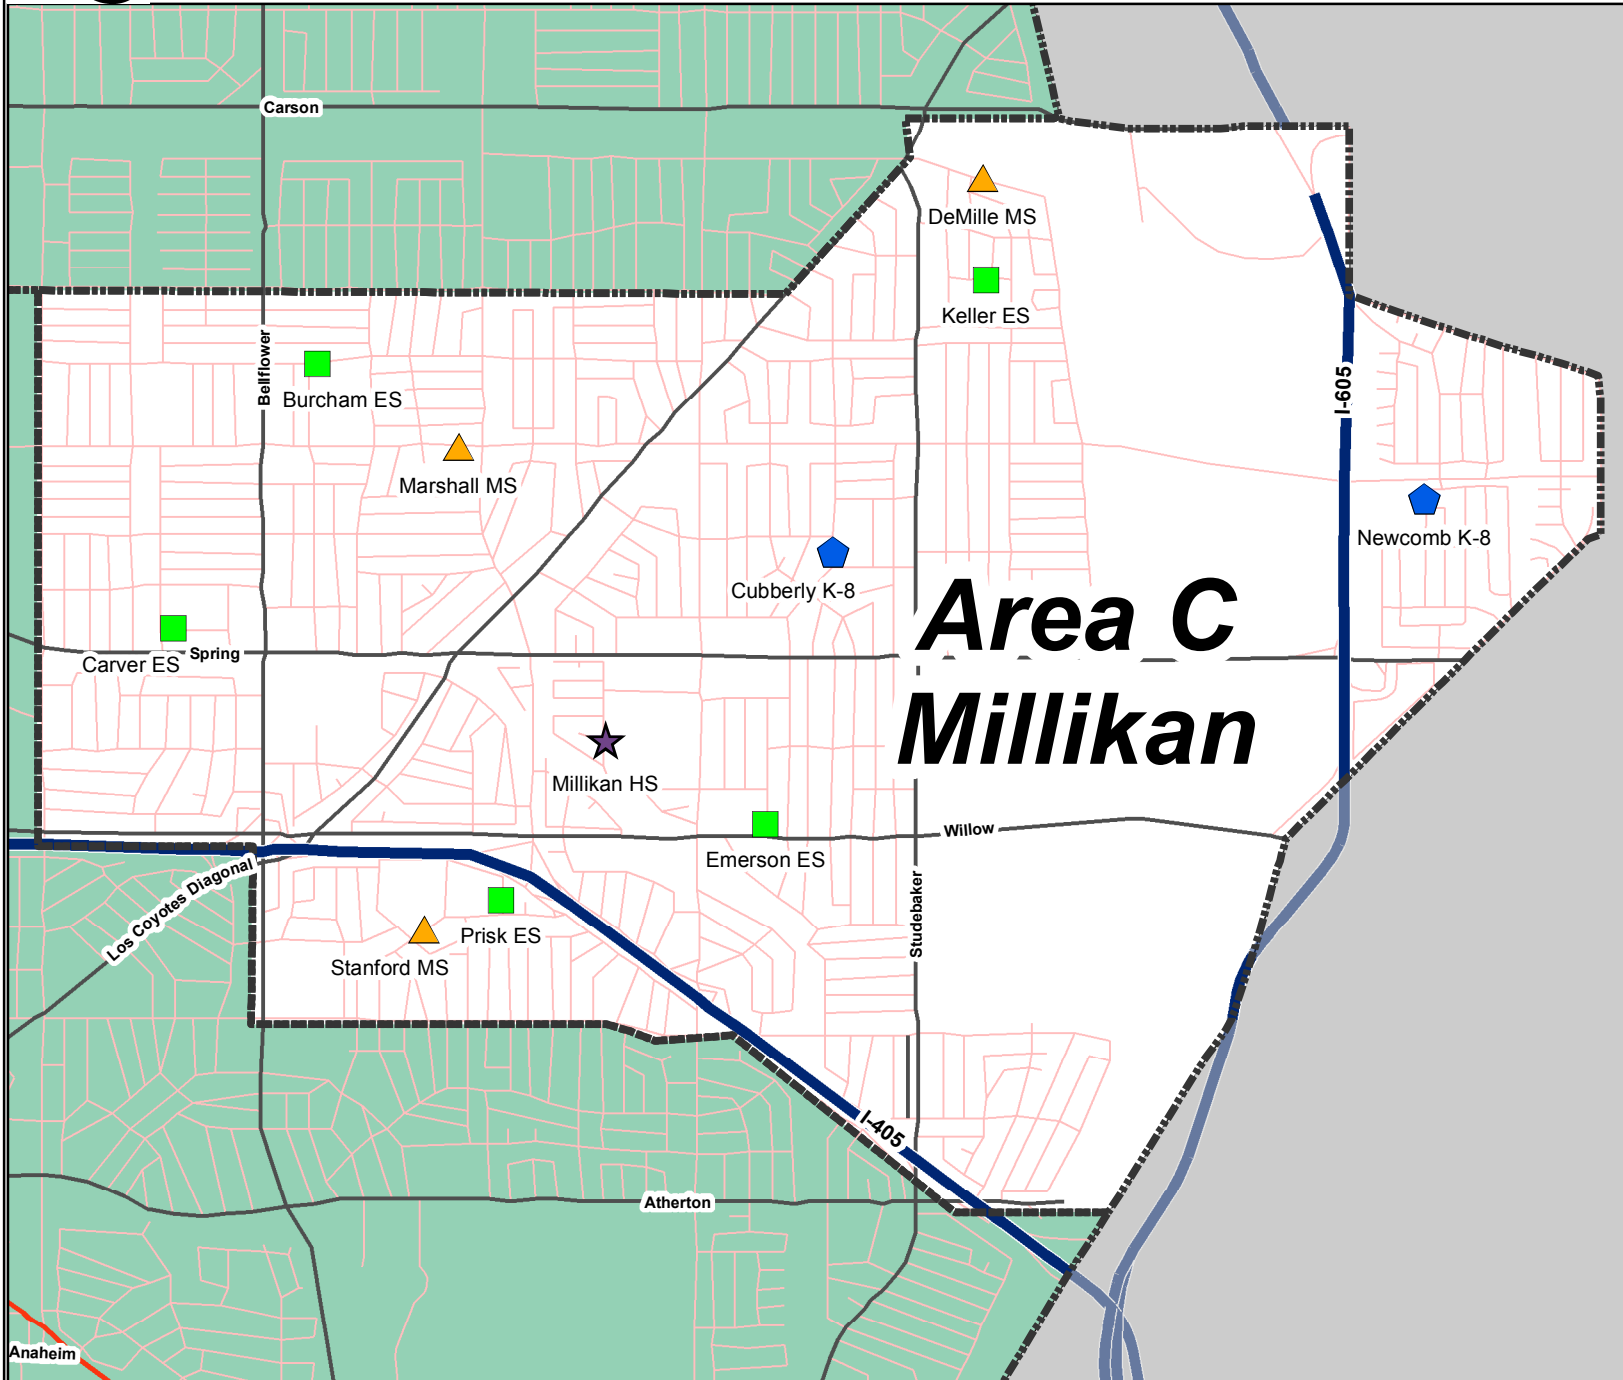 Carson
DeMille MS
Keller ES
Bellflower
Burcham ES
I-605
Marshall MS
Newcomb K-8
Cubberly K-8
Area C
Millikan
Spring
Carver ES
Millikan HS
Willow
Emerson ES
Los Coyotes Diagonal
Studebaker
Prisk ES
Stanford MS
I-405
Atherton
Anaheim